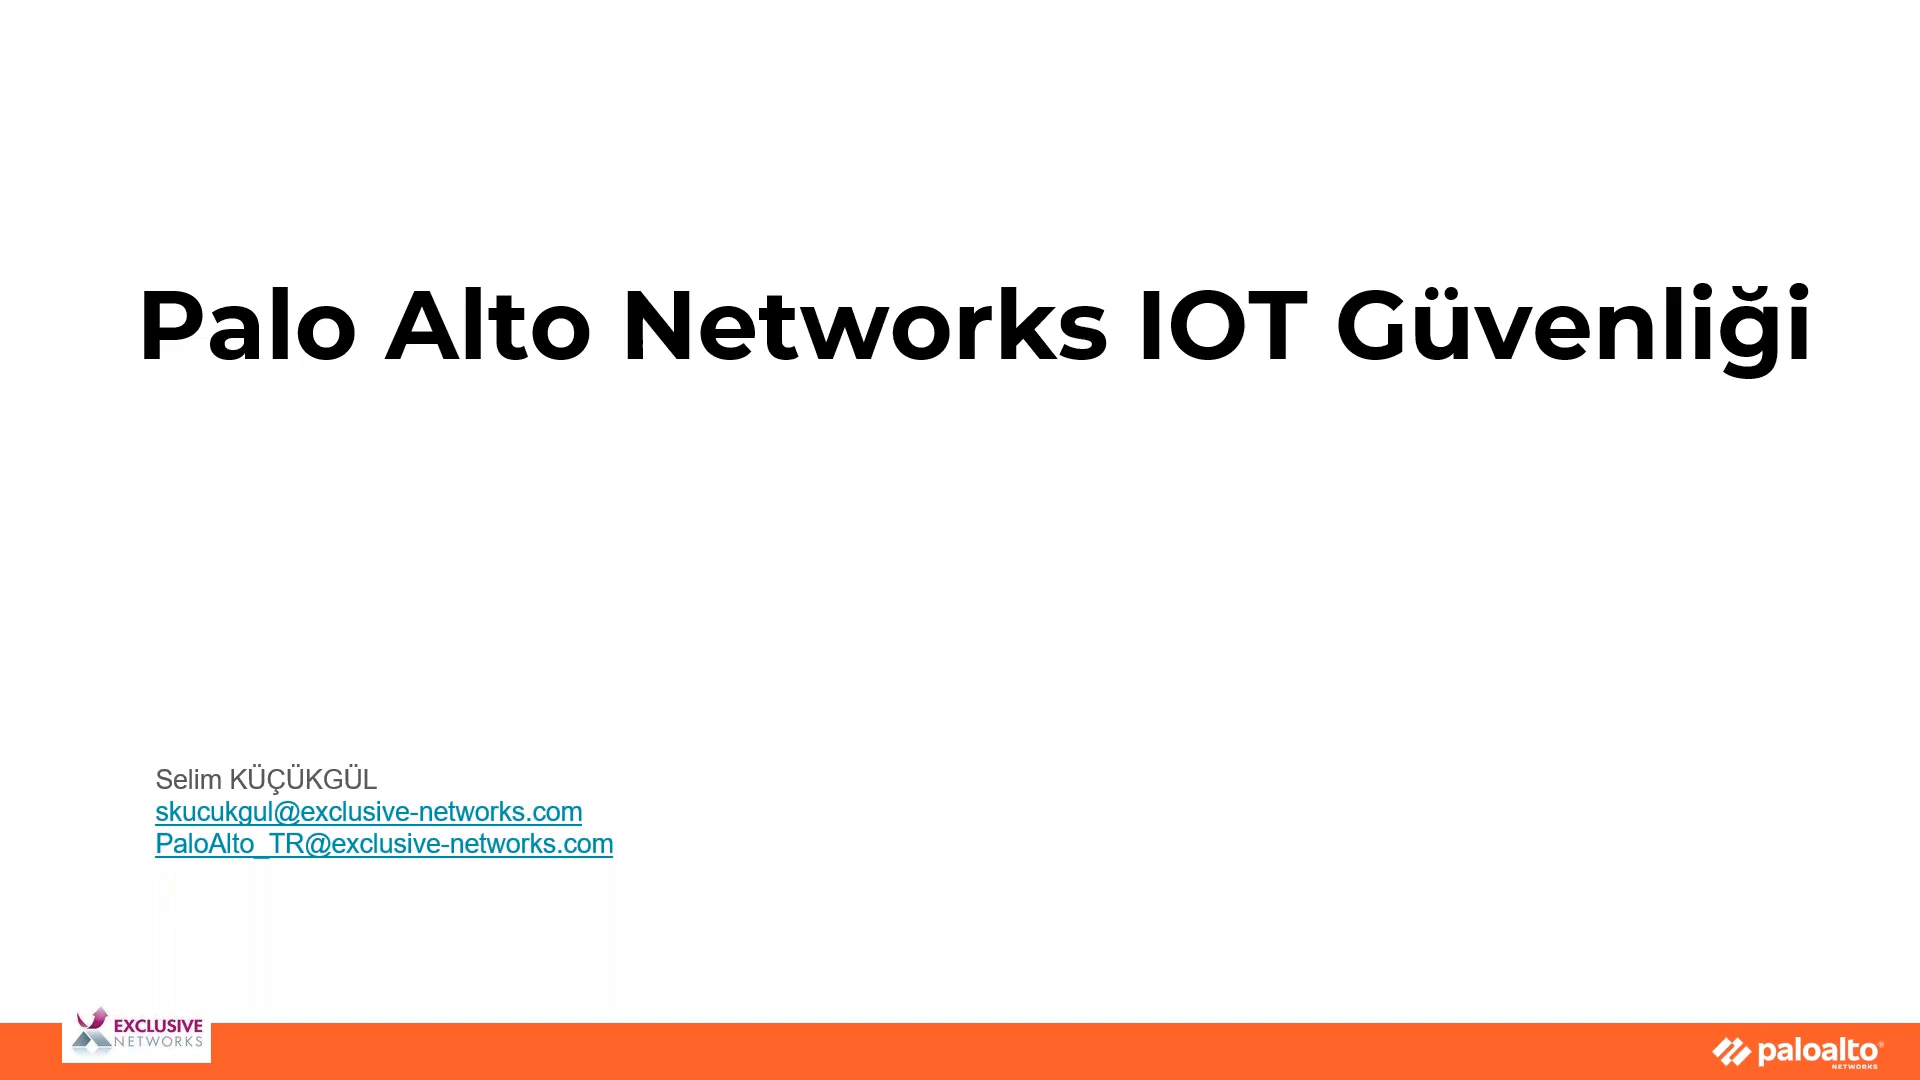 Palo Alto Networks IOT Güvenliği
Selim KÜÇÜKGÜL
skucukgul@exclusive-networks.com
PaloAlto_TR@exclusive-networks.com
EXCLUSIVE
NETWORKS
paloalto®
NETWORKS